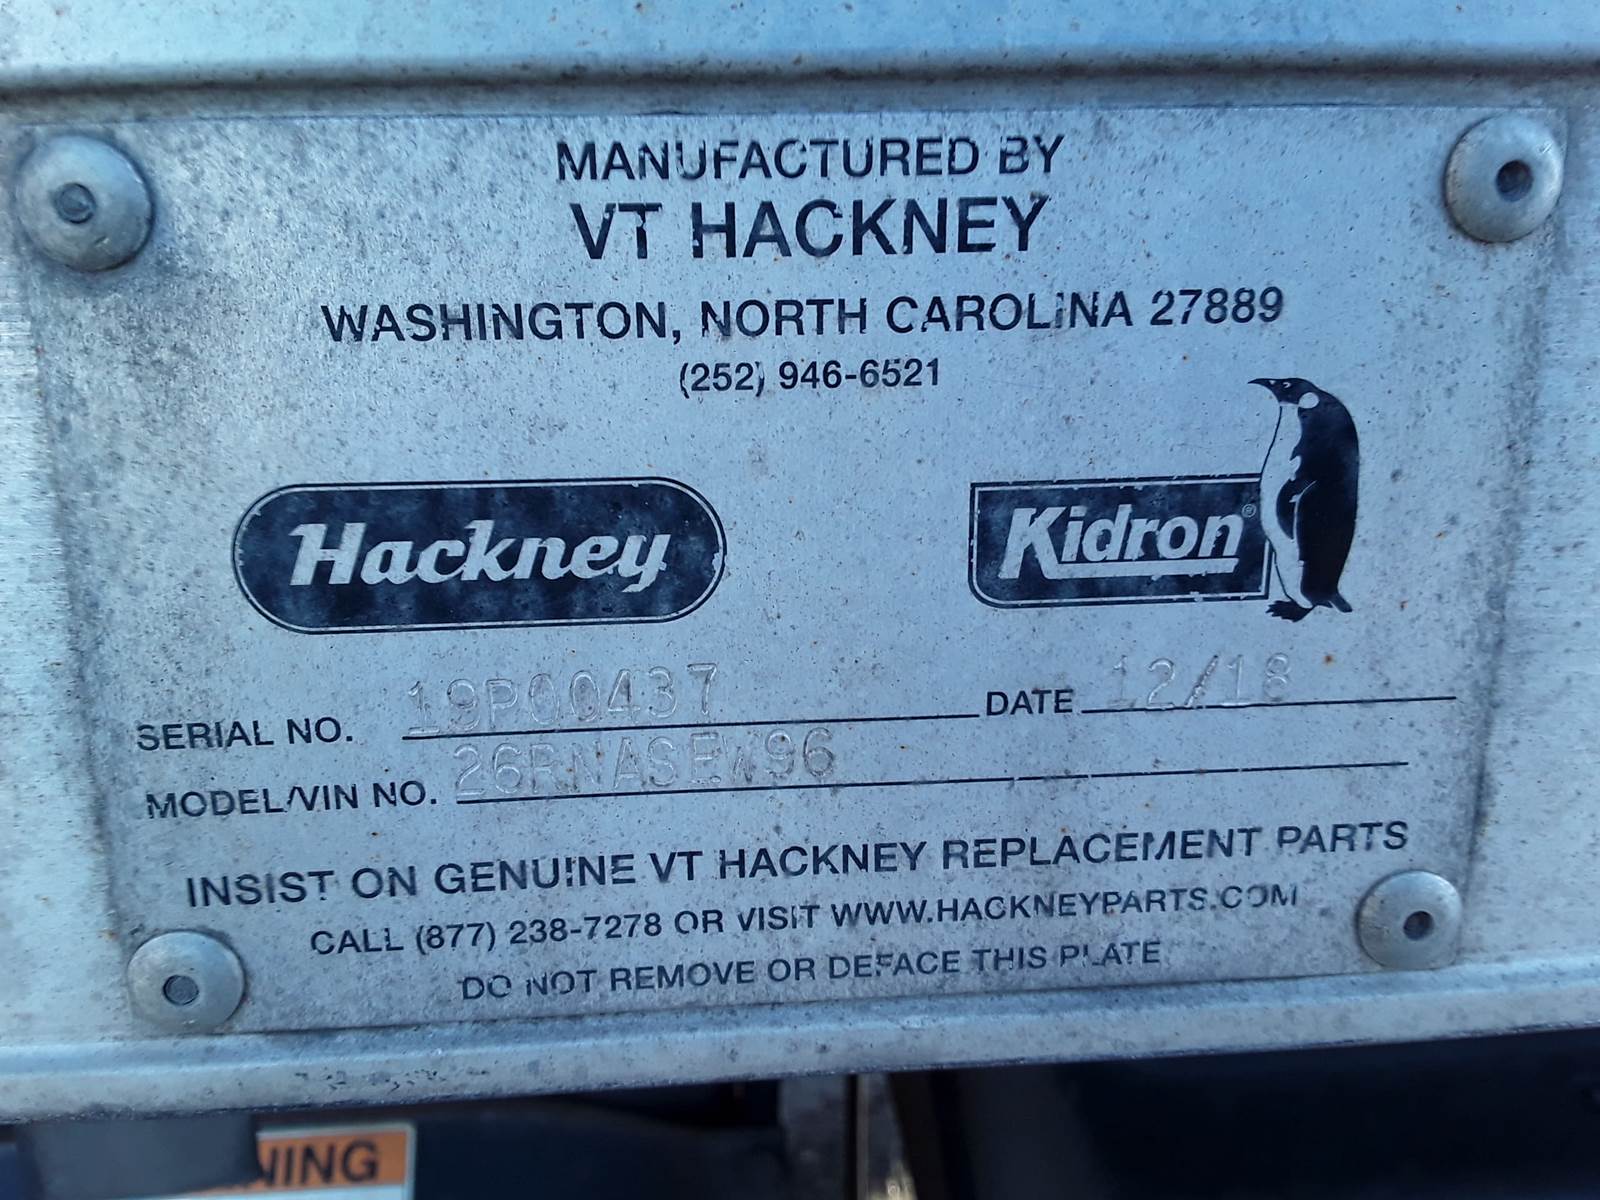 MANUFACTURED BY
VT HACKNEY
WASHINGTON, NORTH CAROLINA 27889
(252) 946-6521
Hackney
Kidron®
SERIAL NO. 19P00437 DATE 12/18
MODEL/VIN NO. 26RNASEW96
INSIST ON GENUINE VT HACKNEY REPLACEMENT PARTS
CALL (877) 238-7278 OR VISIT WWW.HACKNEYPARTS.COM
DO NOT REMOVE OR DEFACE THIS PLATE